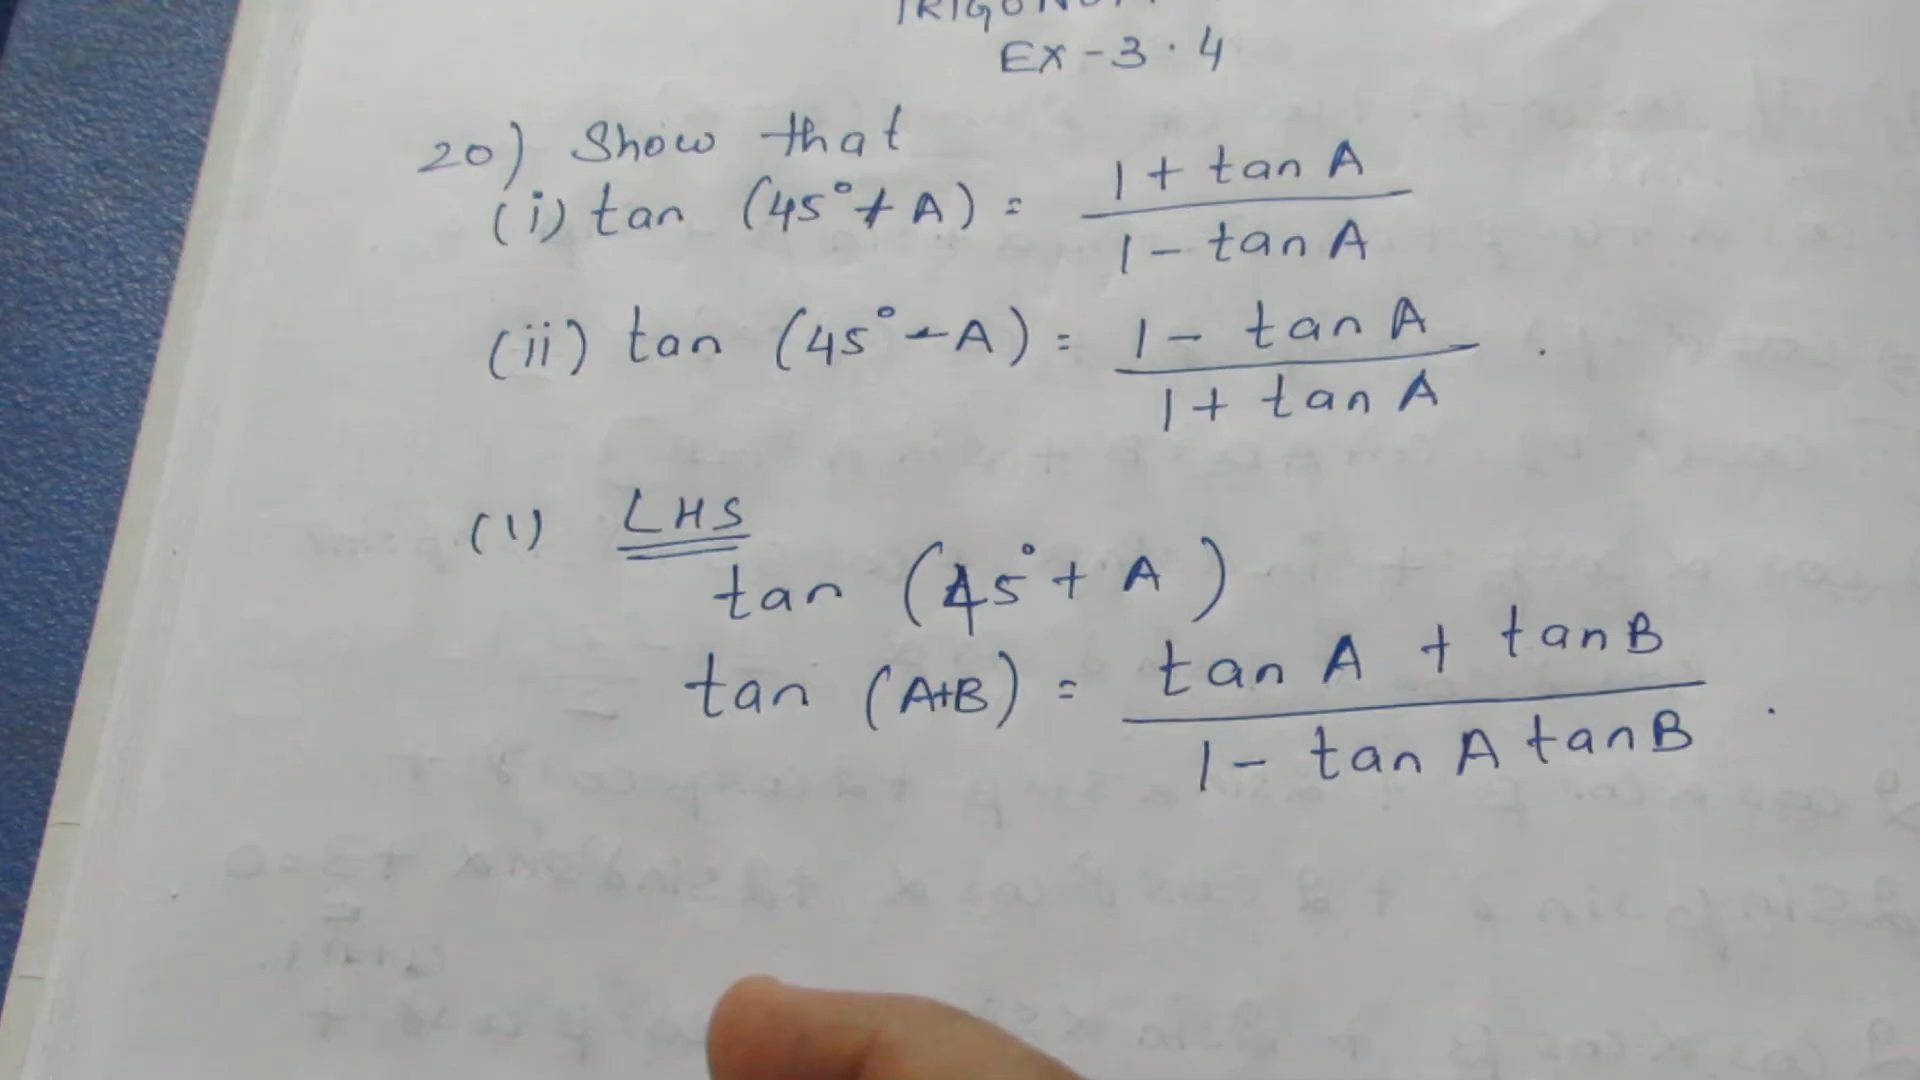 EX-3.4
20) Show that
(i) tan (45°+A) = 1 + tan A / 1 - tan A
(ii) tan (45°-A) = 1 - tan A / 1 + tan A .
(1) LHS
tan (45°+ A )
tan (A+B) = tan A + tan B / 1 - tan A tan B .